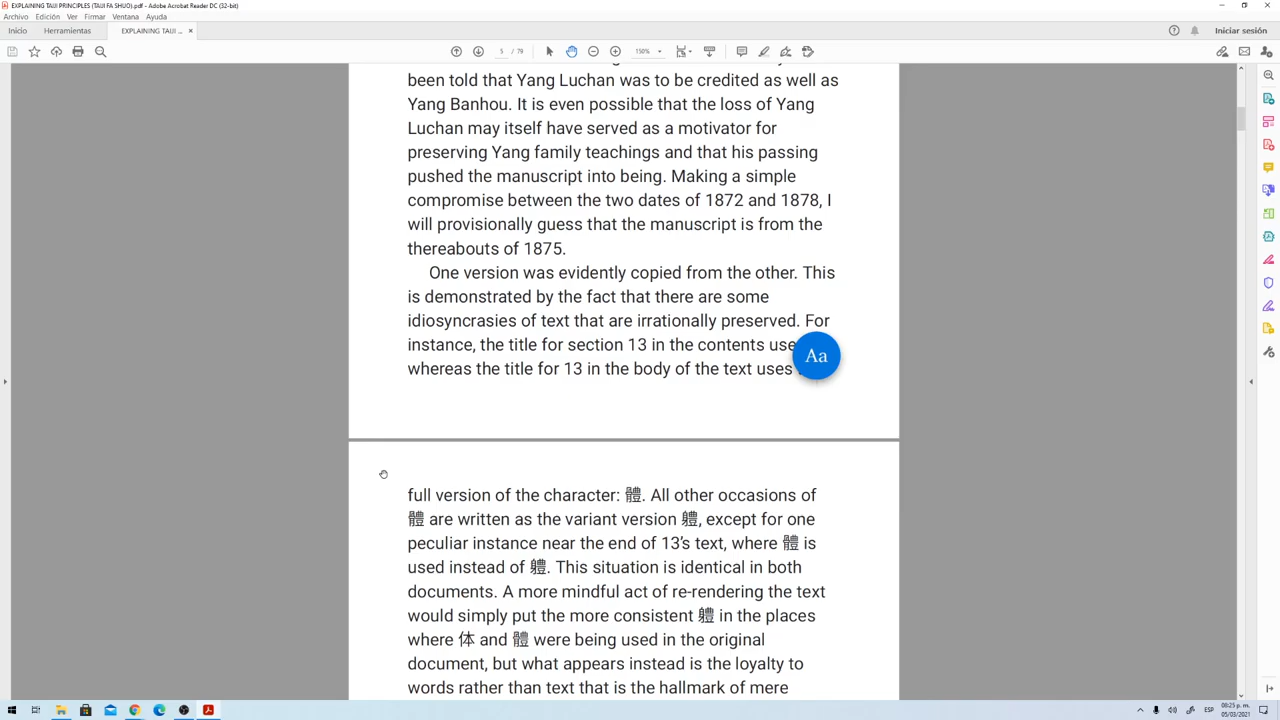 EXPLAINING TAIJI PRINCIPLES (TAIJI FA SHUO).pdf - Adobe Acrobat Reader DC (32-bit)
Archivo Edición Ver Firmar Ventana Ayuda
Inicio Herramientas EXPLAINING TAIJI ... × Iniciar sesión
5 / 79 150%
been told that Yang Luchan was to be credited as well as
Yang Banhou. It is even possible that the loss of Yang
Luchan may itself have served as a motivator for
preserving Yang family teachings and that his passing
pushed the manuscript into being. Making a simple
compromise between the two dates of 1872 and 1878, I
will provisionally guess that the manuscript is from the
thereabouts of 1875.
One version was evidently copied from the other. This
is demonstrated by the fact that there are some
idiosyncrasies of text that are irrationally preserved. For
instance, the title for section 13 in the contents use
whereas the title for 13 in the body of the text uses
Aa
full version of the character: 體. All other occasions of
體 are written as the variant version 軆, except for one
peculiar instance near the end of 13’s text, where 體 is
used instead of 軆. This situation is identical in both
documents. A more mindful act of re-rendering the text
would simply put the more consistent 軆 in the places
where 体 and 體 were being used in the original
document, but what appears instead is the loyalty to
words rather than text that is the hallmark of mere
ESP
08:25 p. m.
05/03/2021